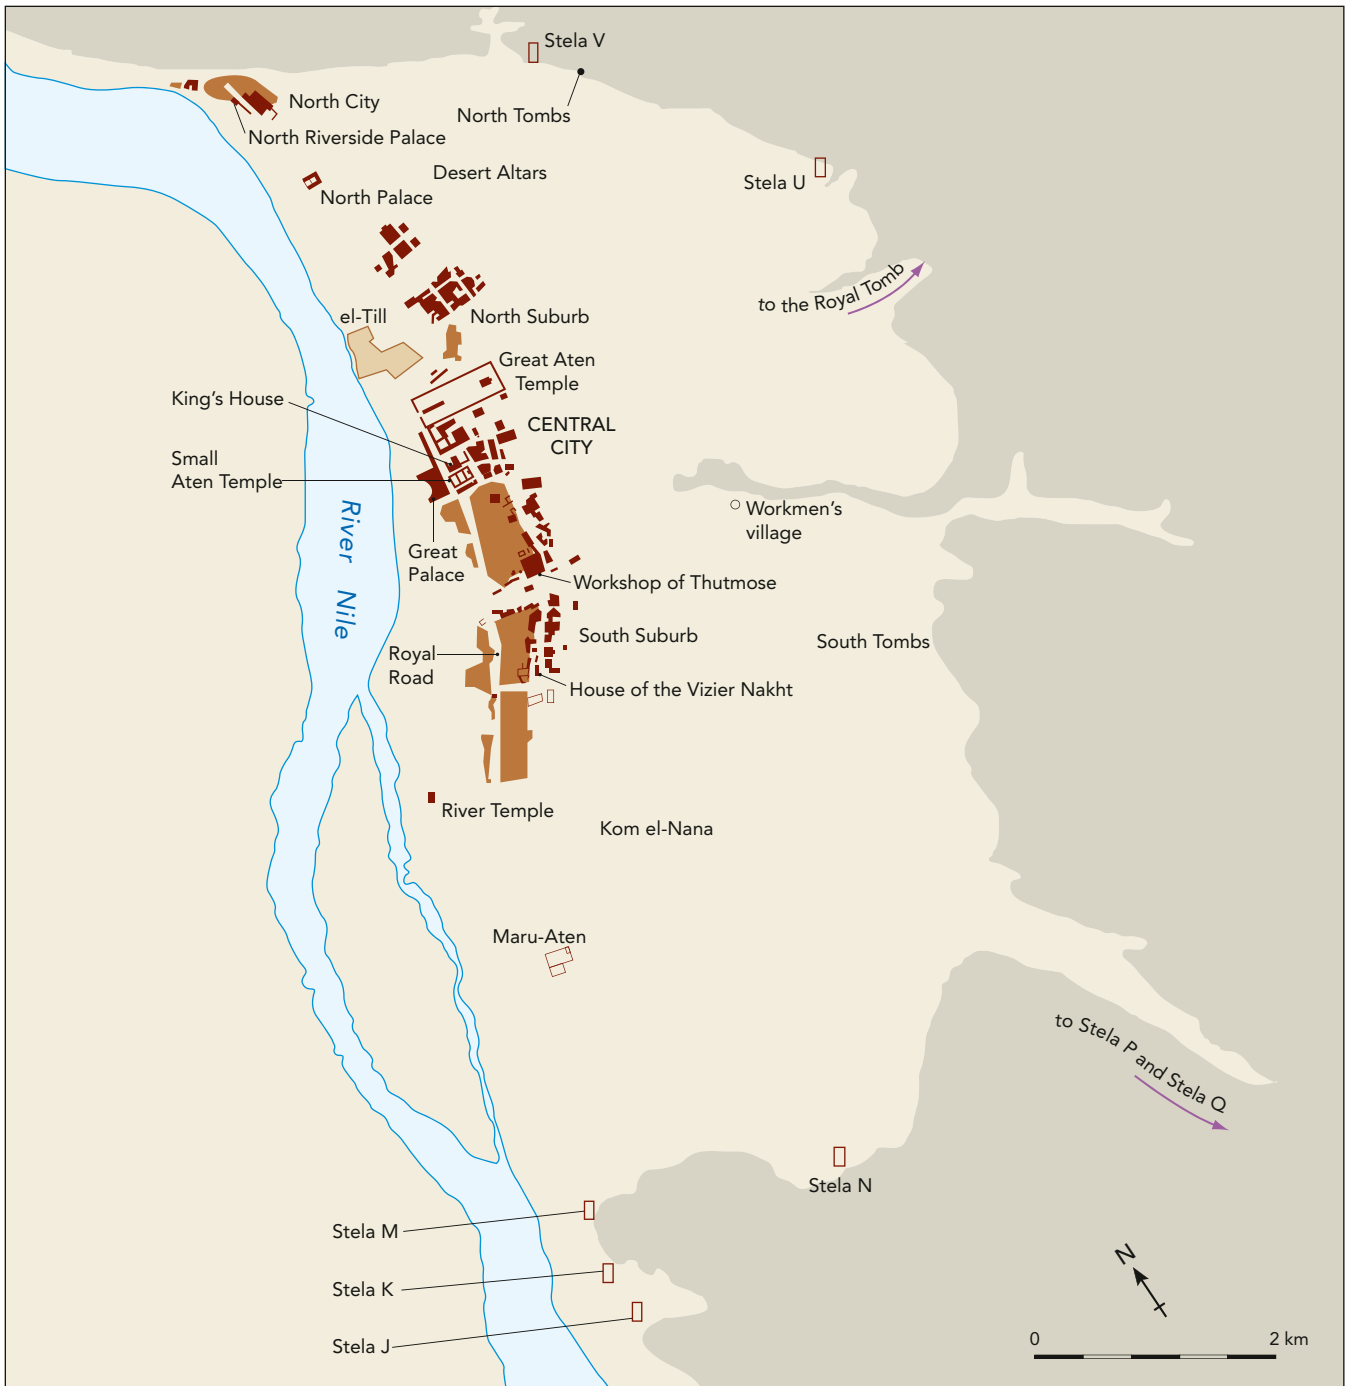 Stela V
North City
North Tombs
North Riverside Palace
Desert Altars
Stela U
North Palace
to the Royal Tomb
el-Till
North Suburb
Great Aten
Temple
King's House
CENTRAL
CITY
Small
Aten Temple
River Nile
Workmen's
village
Great
Palace
Workshop of Thutmose
South Suburb
South Tombs
Royal
Road
House of the Vizier Nakht
River Temple
Kom el-Nana
Maru-Aten
to Stela P and Stela Q
Stela N
Stela M
N
Stela K
Stela J
0 2 km